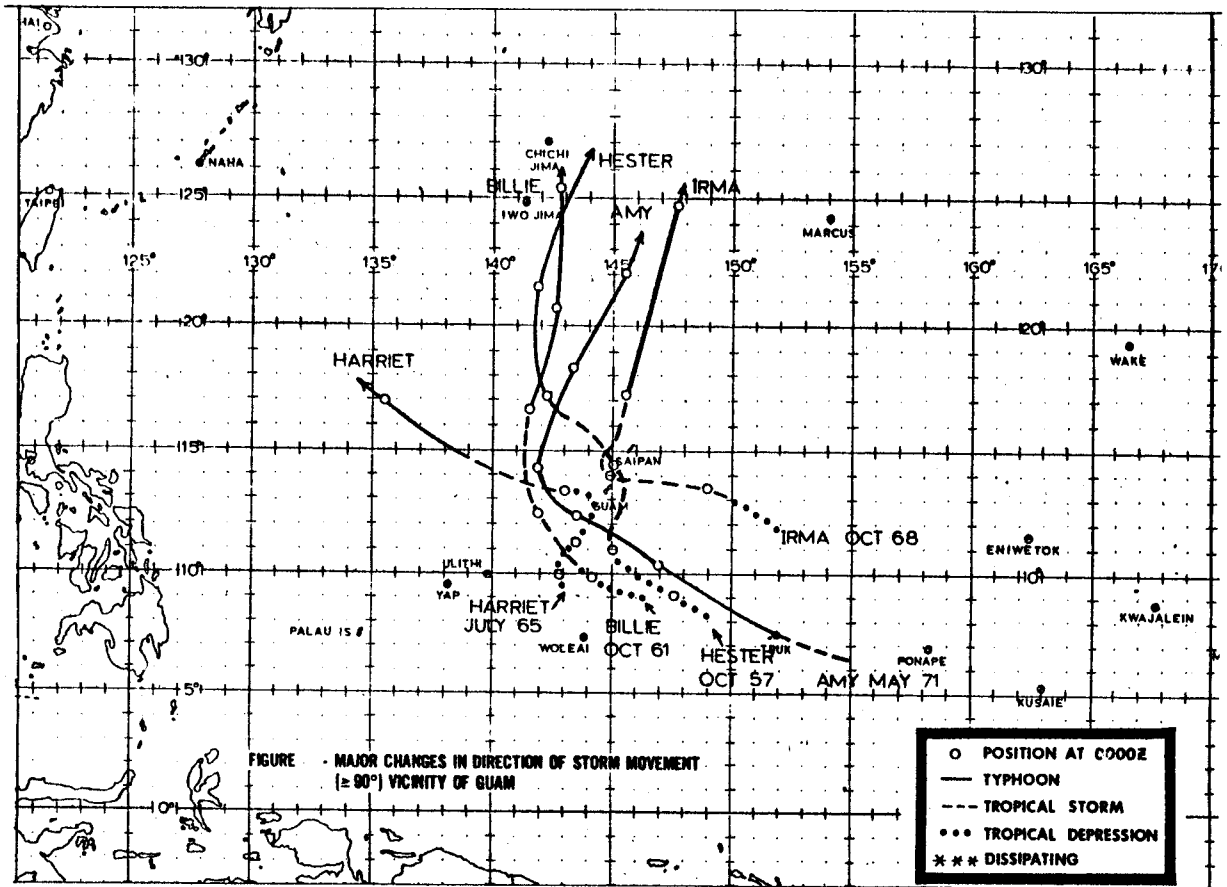 HAI
130°
130°
NAHA
CHICHI
JIMA
HESTER
BILLIE
IWO JIMA
AMY
IRMA
TAIPEI
125°
125°
MARCUS
125°
130°
135°
140°
145°
150°
155°
160°
165°
120°
120°
WAKE
HARRIET
115°
SAIPAN
GUAM
IRMA OCT 68
ENIWETOK
ULITHI
110°
10°
YAP
HARRIET
JULY 65
BILLIE
OCT 61
KWAJALEIN
PALAU IS
WOLEAI
HESTER
OCT 57
TRUK
PONAPE
AMY MAY 71
5°
KUSAIE
FIGURE - MAJOR CHANGES IN DIRECTION OF STORM MOVEMENT
(≥ 90°) VICINITY OF GUAM
0°
O POSITION AT 0000Z
— TYPHOON
--- TROPICAL STORM
•••• TROPICAL DEPRESSION
*** DISSIPATING